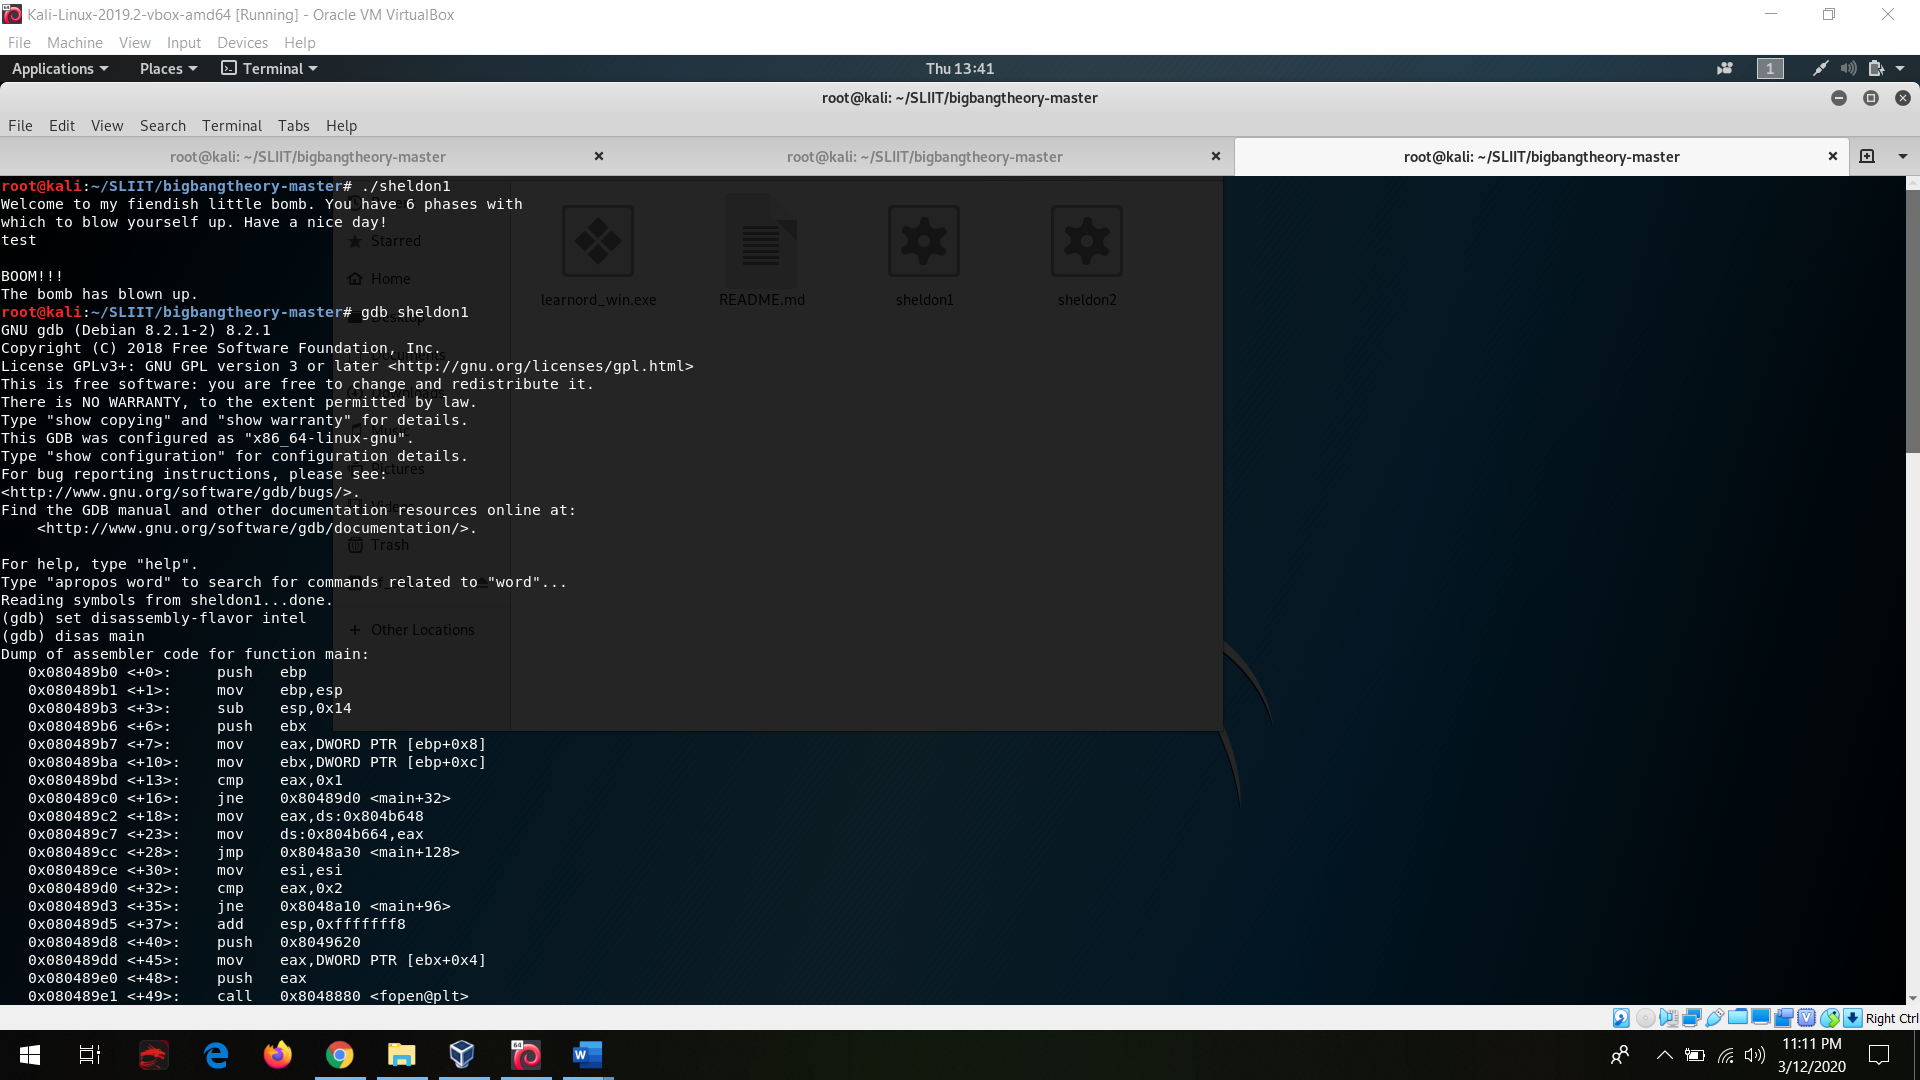 Kali-Linux-2019.2-vbox-amd64 [Running] - Oracle VM VirtualBox
File Machine View Input Devices Help
Applications Places Terminal Thu 13:41 1
root@kali: ~/SLIIT/bigbangtheory-master
File Edit View Search Terminal Tabs Help
root@kali: ~/SLIIT/bigbangtheory-master root@kali: ~/SLIIT/bigbangtheory-master root@kali: ~/SLIIT/bigbangtheory-master
root@kali:~/SLIIT/bigbangtheory-master# ./sheldon1
Welcome to my fiendish little bomb. You have 6 phases with
which to blow yourself up. Have a nice day!
test
BOOM!!!
The bomb has blown up.
root@kali:~/SLIIT/bigbangtheory-master# gdb sheldon1
GNU gdb (Debian 8.2.1-2) 8.2.1
Copyright (C) 2018 Free Software Foundation, Inc.
License GPLv3+: GNU GPL version 3 or later <http://gnu.org/licenses/gpl.html>
This is free software: you are free to change and redistribute it.
There is NO WARRANTY, to the extent permitted by law.
Type "show copying" and "show warranty" for details.
This GDB was configured as "x86_64-linux-gnu".
Type "show configuration" for configuration details.
For bug reporting instructions, please see:
<http://www.gnu.org/software/gdb/bugs/>.
Find the GDB manual and other documentation resources online at:
    <http://www.gnu.org/software/gdb/documentation/>.
For help, type "help".
Type "apropos word" to search for commands related to "word"...
Reading symbols from sheldon1...done.
(gdb) set disassembly-flavor intel
(gdb) disas main
Dump of assembler code for function main:
   0x080489b0 <+0>:     push   ebp
   0x080489b1 <+1>:     mov    ebp,esp
   0x080489b3 <+3>:     sub    esp,0x14
   0x080489b6 <+6>:     push   ebx
   0x080489b7 <+7>:     mov    eax,DWORD PTR [ebp+0x8]
   0x080489ba <+10>:    mov    ebx,DWORD PTR [ebp+0xc]
   0x080489bd <+13>:    cmp    eax,0x1
   0x080489c0 <+16>:    jne    0x80489d0 <main+32>
   0x080489c2 <+18>:    mov    eax,ds:0x804b648
   0x080489c7 <+23>:    mov    ds:0x804b664,eax
   0x080489cc <+28>:    jmp    0x8048a30 <main+128>
   0x080489ce <+30>:    mov    esi,esi
   0x080489d0 <+32>:    cmp    eax,0x2
   0x080489d3 <+35>:    jne    0x8048a10 <main+96>
   0x080489d5 <+37>:    add    esp,0xfffffff8
   0x080489d8 <+40>:    push   0x8049620
   0x080489dd <+45>:    mov    eax,DWORD PTR [ebx+0x4]
   0x080489e0 <+48>:    push   eax
   0x080489e1 <+49>:    call   0x8048880 <fopen@plt>
Starred
Home
Documents
Pictures
Trash
Other Locations
learnord_win.exe README.md sheldon1 sheldon2
Right Ctrl
64
11:11 PM
3/12/2020